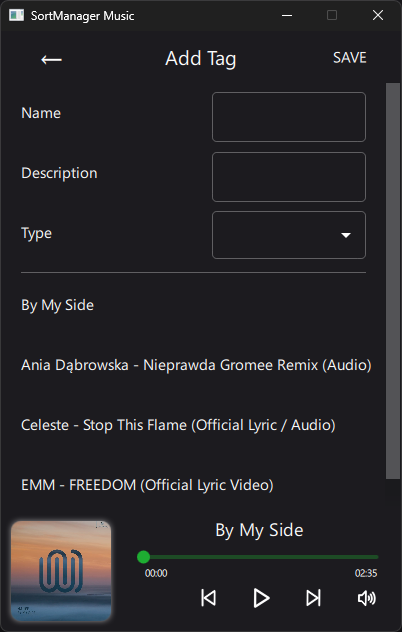 SortManager Music
Add Tag
SAVE
Name
Description
Type
By My Side
Ania Dąbrowska - Nieprawda Gromee Remix (Audio)
Celeste - Stop This Flame (Official Lyric / Audio)
EMM - FREEDOM (Official Lyric Video)
By My Side
00:00
02:35